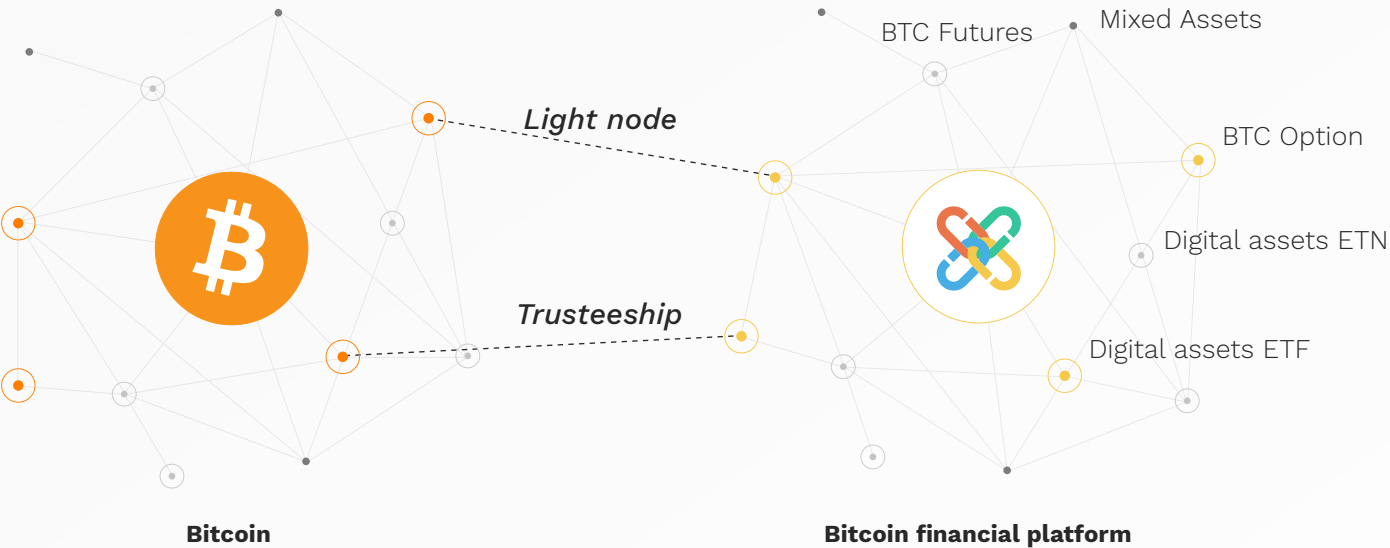 BTC Futures
Mixed Assets
Light node
BTC Option
Digital assets ETN
Trusteeship
Digital assets ETF
Bitcoin
Bitcoin financial platform